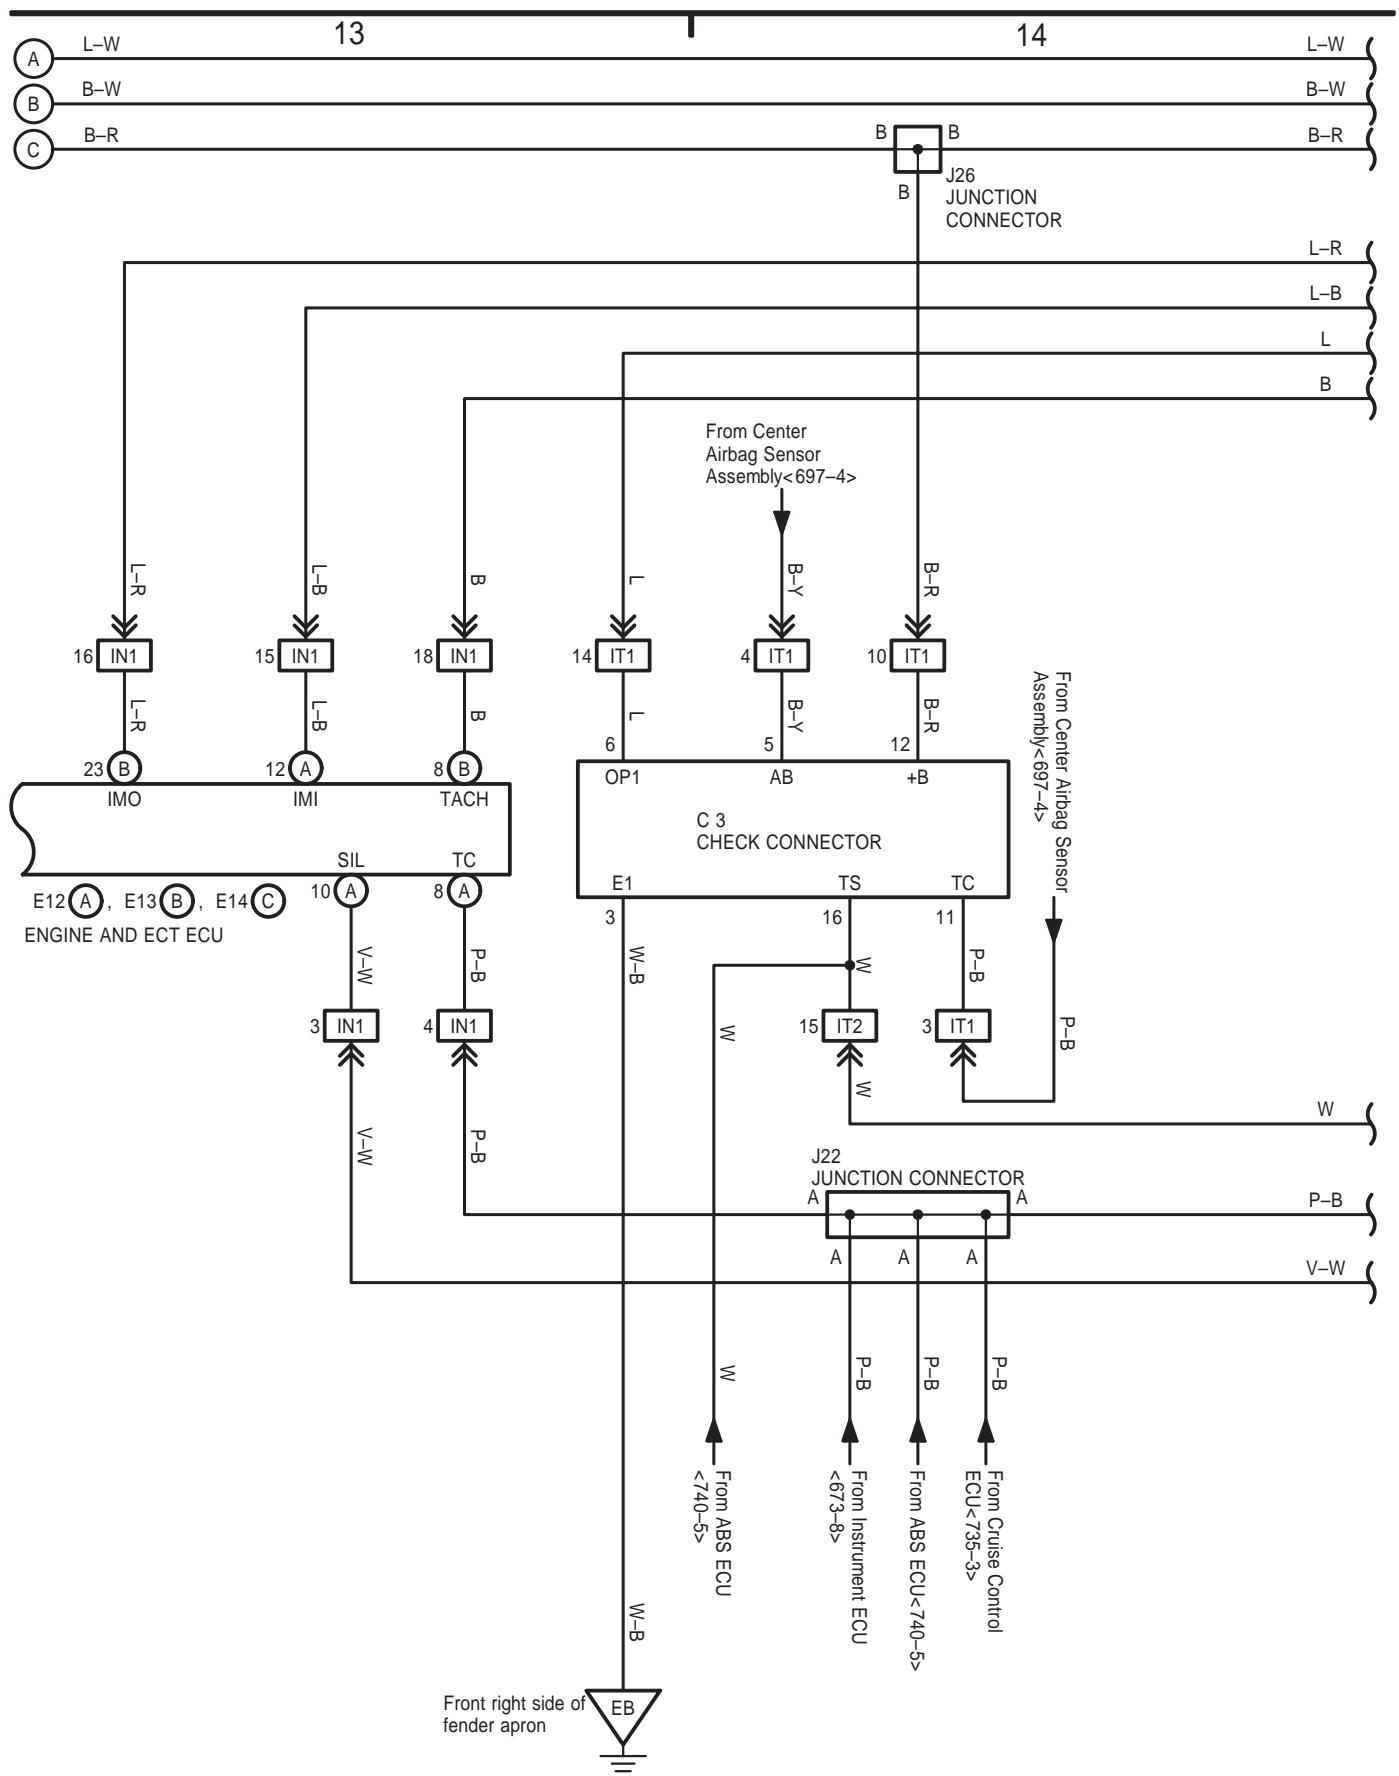 13
14
A
L–W
L–W
B
B–W
B–W
C
B–R
B
B
B–R
J26
JUNCTION
CONNECTOR
B
L–R
L–B
L
B
From Center
Airbag Sensor
Assembly<697–4>
L–R
L–B
B
L
B–Y
B–R
16 IN1
15 IN1
18 IN1
14 IT1
4 IT1
10 IT1
From Center Airbag Sensor
Assembly<697–4>
L–R
L–B
B
L
B–Y
B–R
23 B
12 A
8 B
6
5
12
IMO
IMI
TACH
OP1
AB
+B
C 3
CHECK CONNECTOR
SIL
TC
E1
TS
TC
10 A
8 A
E12 A , E13 B , E14 C
ENGINE AND ECT ECU
3
16
11
V–W
P–B
W–B
W
P–B
3 IN1
4 IN1
W
15 IT2
3 IT1
P–B
W
W
V–W
P–B
J22
JUNCTION CONNECTOR
A
A
P–B
A
A
A
V–W
W
P–B
P–B
P–B
From ABS ECU
<740–5>
From Instrument ECU
<673–8>
From ABS ECU<740–5>
From Cruise Control
ECU<735–3>
W–B
Front right side of
fender apron
EB